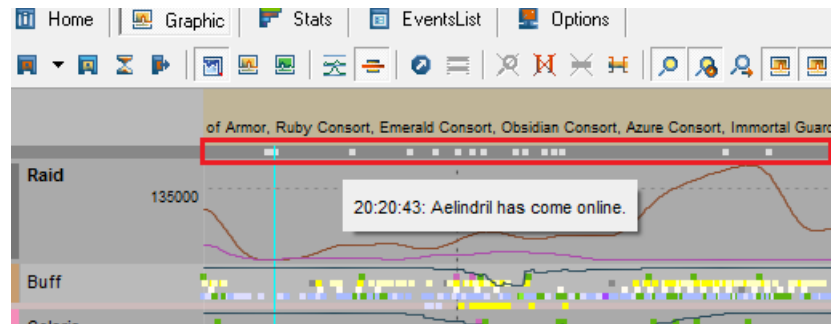 Home Graphic Stats EventsList Options
of Armor, Ruby Consort, Emerald Consort, Obsidian Consort, Azure Consort, Immortal Guard
Raid
135000
20:20:43: Aelindril has come online.
Buff